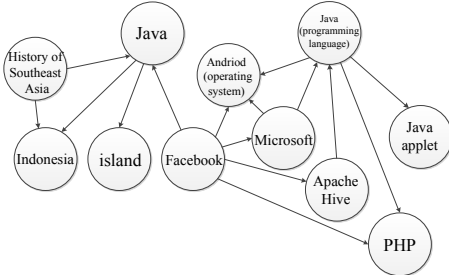 Java
Java
(programming
language)
History of
Southeast
Asia
Andriod
(operating
system)
Indonesia
island
Facebook
Microsoft
Java
applet
Apache
Hive
PHP